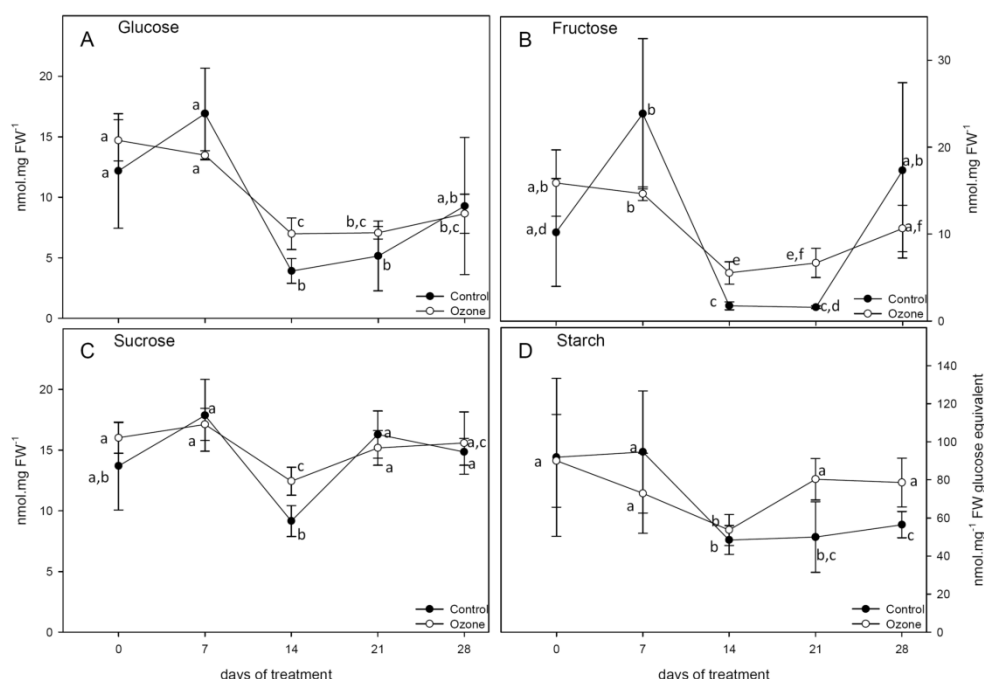 A Glucose
20
15
10
5
0
nmol.mg FW⁻¹
a
a
a
a
c
b
b,c
b
a,b
b,c
Control
Ozone
B Fructose
30
20
10
0
nmol.mg FW⁻¹
a,b
a,d
b
b
e
c
e,f
c,d
a,b
a,f
Control
Ozone
C Sucrose
20
15
10
5
0
nmol.mg FW⁻¹
a
a,b
a
a
c
b
a
a
a,c
a
Control
Ozone
0 7 14 21 28
days of treatment
D Starch
140
120
100
80
60
40
20
0
nmol.mg⁻¹ FW glucose equivalent
a
a
a
b
b
a
b,c
a
c
Control
Ozone
0 7 14 21 28
days of treatment